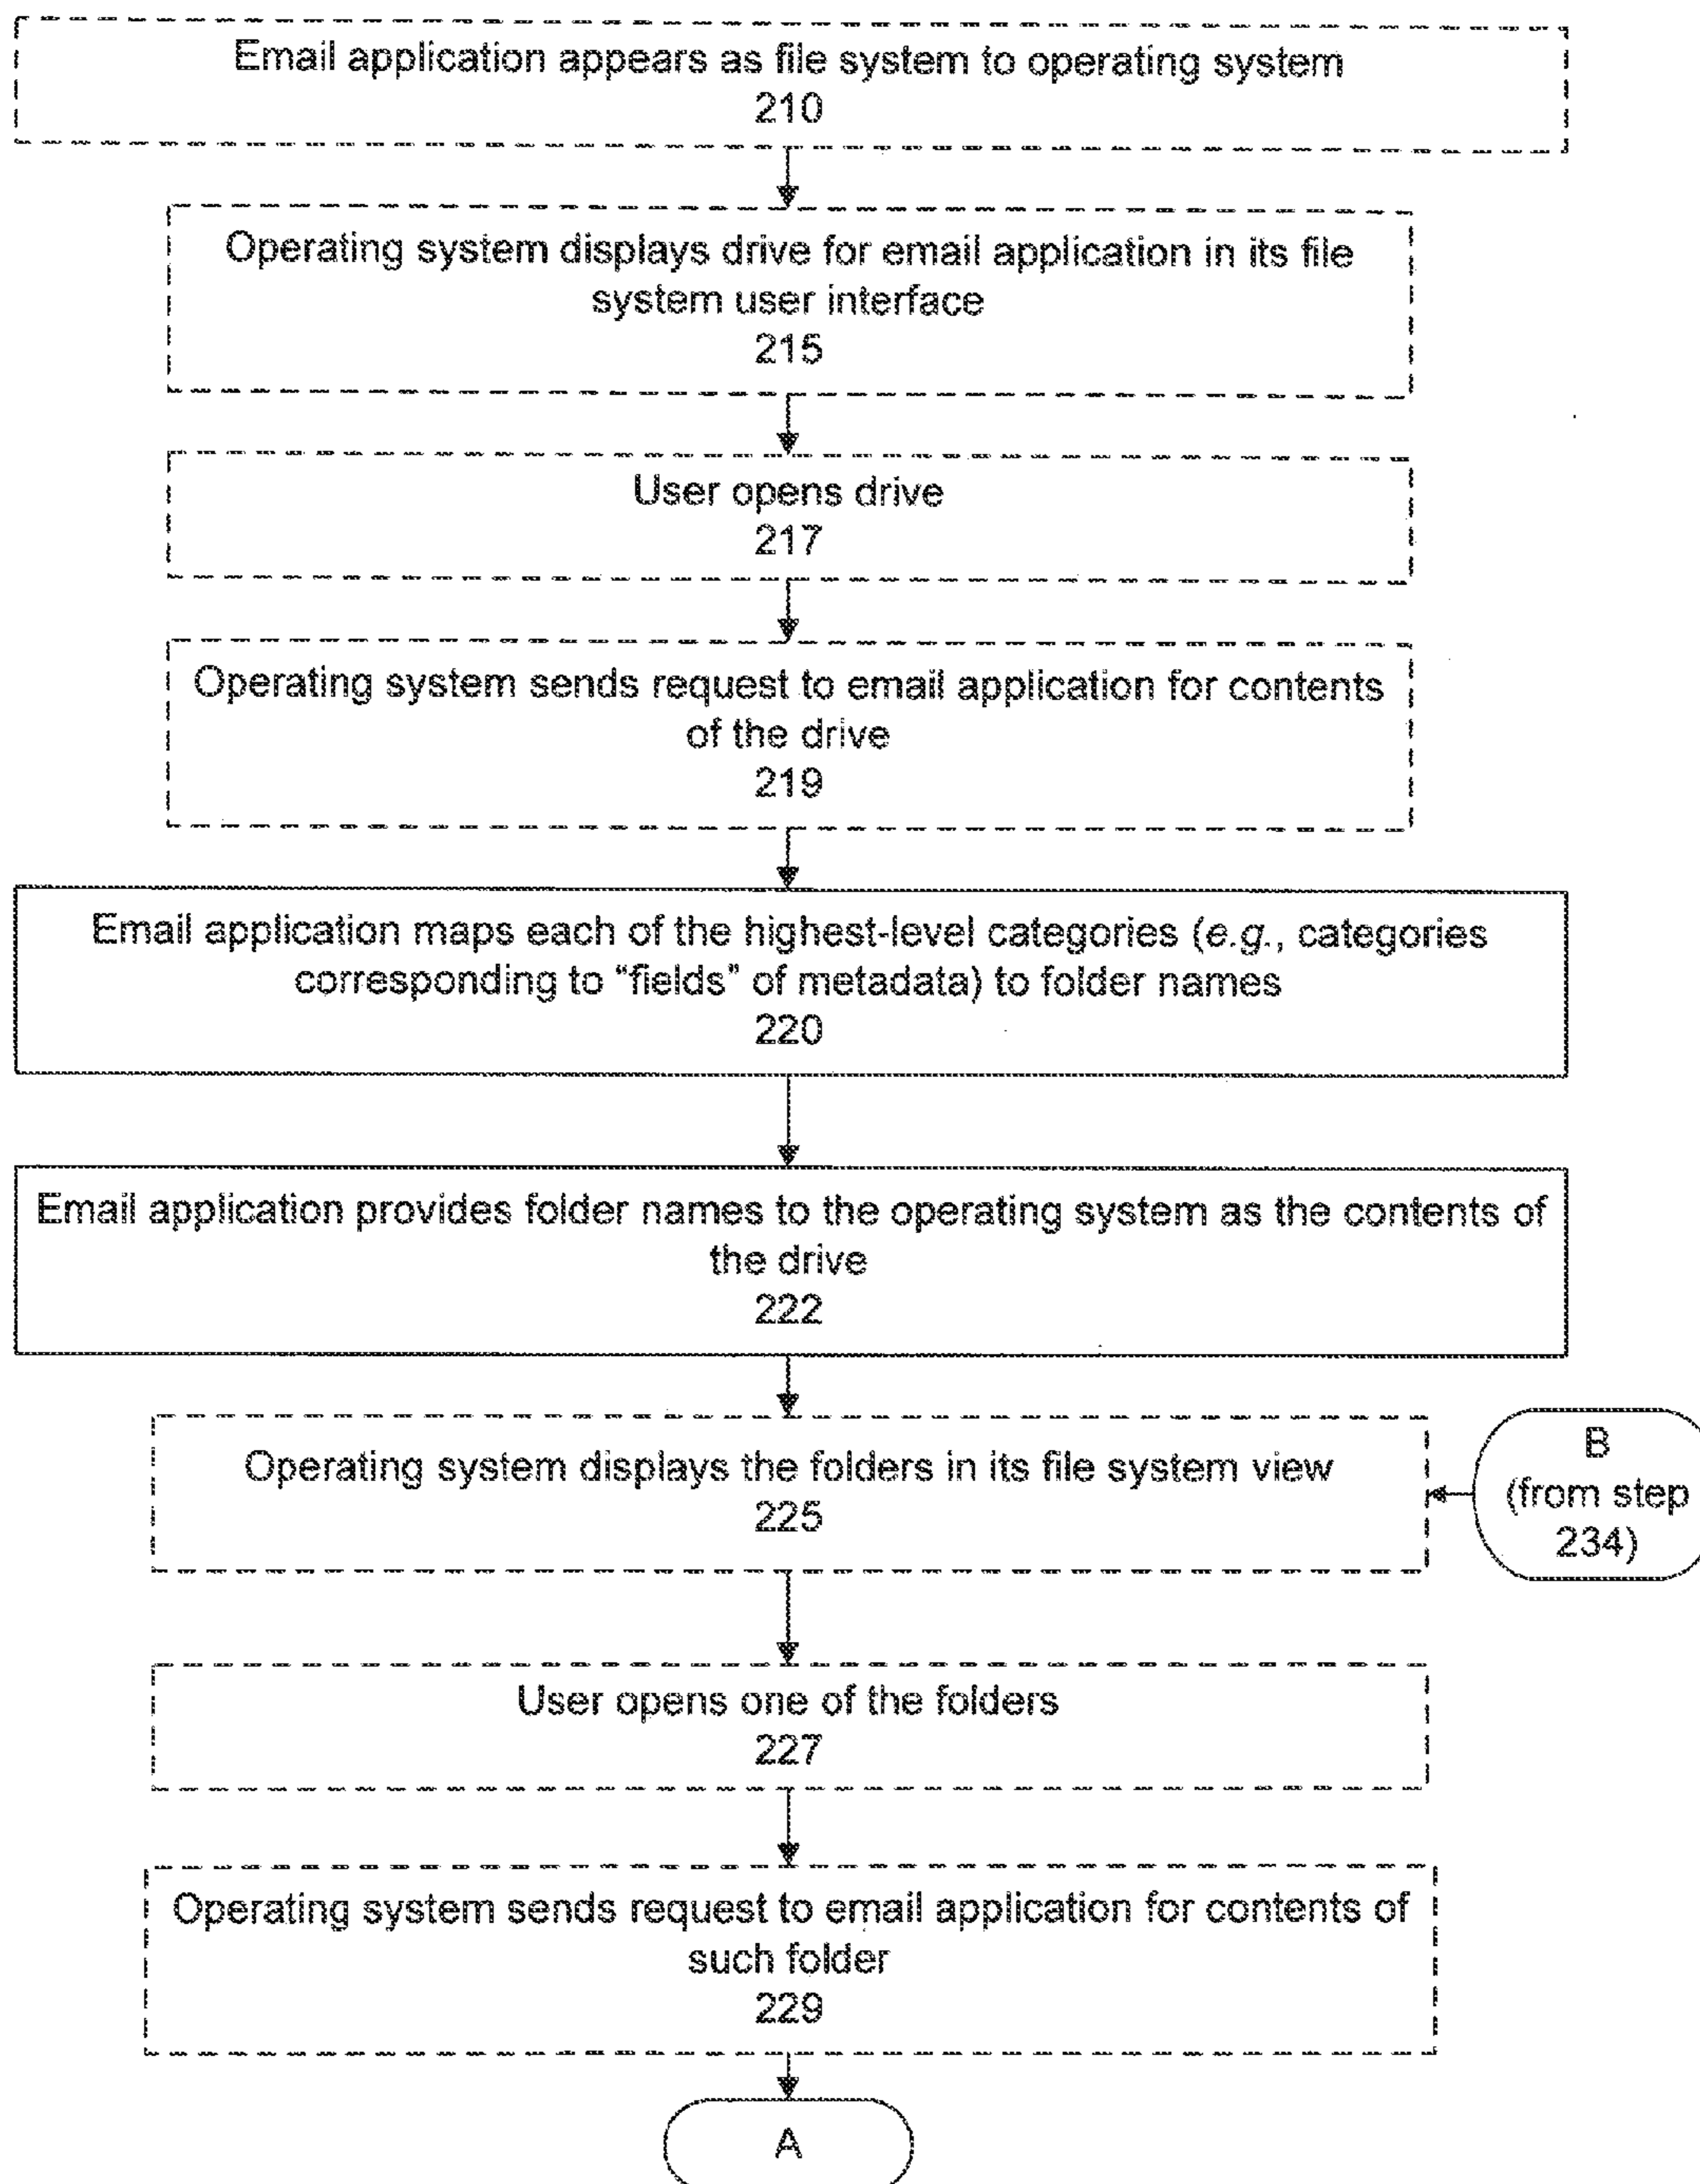 Email application appears as file system to operating system
210
Operating system displays drive for email application in its file
system user interface
215
User opens drive
217
Operating system sends request to email application for contents
of the drive
219
Email application maps each of the highest-level categories (e.g., categories
corresponding to “fields” of metadata) to folder names
220
Email application provides folder names to the operating system as the contents of
the drive
222
Operating system displays the folders in its file system view
225
B
(from step
234)
User opens one of the folders
227
Operating system sends request to email application for contents of
such folder
229
A